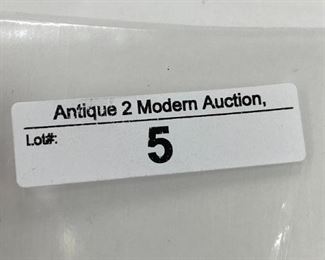 Antique 2 Modern Auction,
Lot#:
5